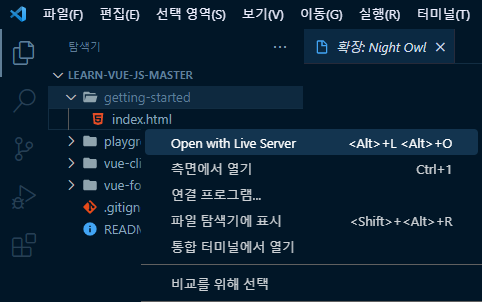 파일(F) 편집(E) 선택 영역(S) 보기(V) 이동(G) 실행(R) 터미널(T)
탐색기 ···
확장: Night Owl
LEARN-VUE-JS-MASTER
getting-started
index.html
playgr
vue-cli
vue-fo
.gitign
READM
Open with Live Server <Alt>+L <Alt>+O
측면에서 열기 Ctrl+1
연결 프로그램...
파일 탐색기에 표시 <Shift>+<Alt>+R
통합 터미널에서 열기
비교를 위해 선택